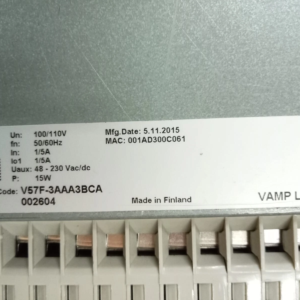 Un: 100/110V
fn: 50/60Hz
In: 1/5A
Io1 1/5A
Uaux: 48 - 230 Vac/dc
P: 15W
Mfg.Date: 5.11.2015
MAC: 001AD300C061
Code: V57F-3AAA3BCA
002604
Made in Finland
VAMP L